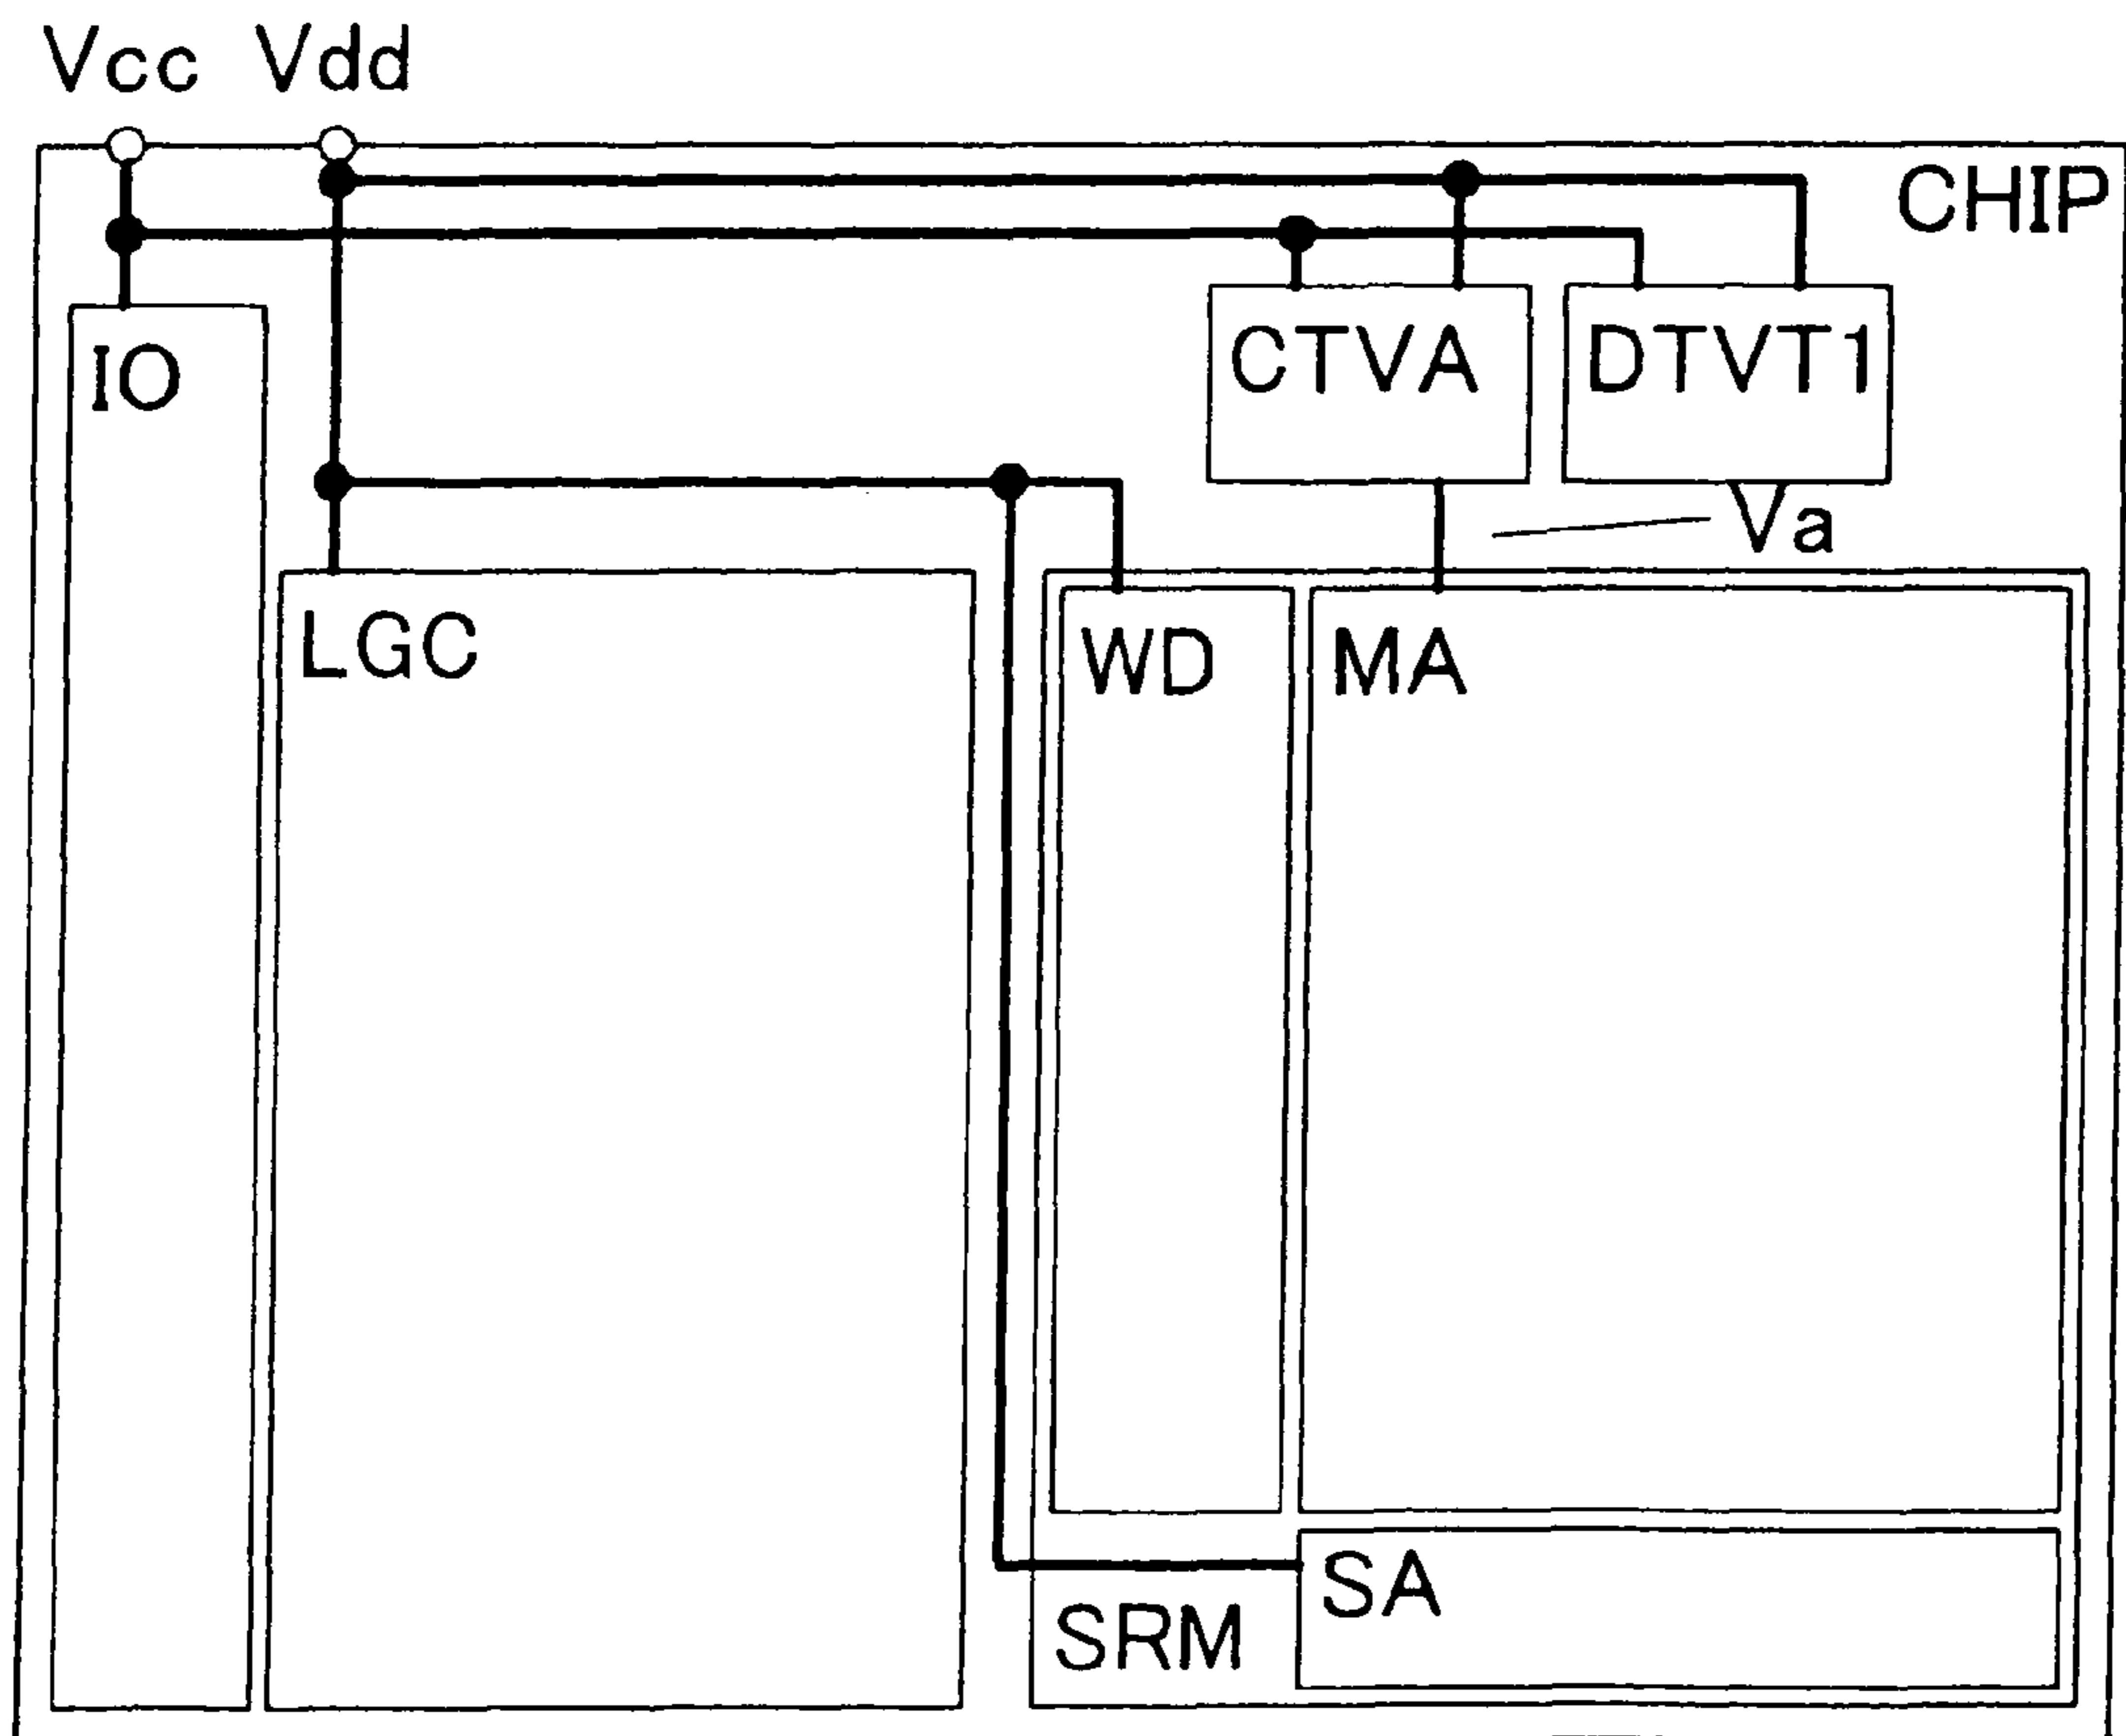 Vcc Vdd
CHIP
IO
CTVA
DTVT1
Va
LGC
WD
MA
SA
SRM